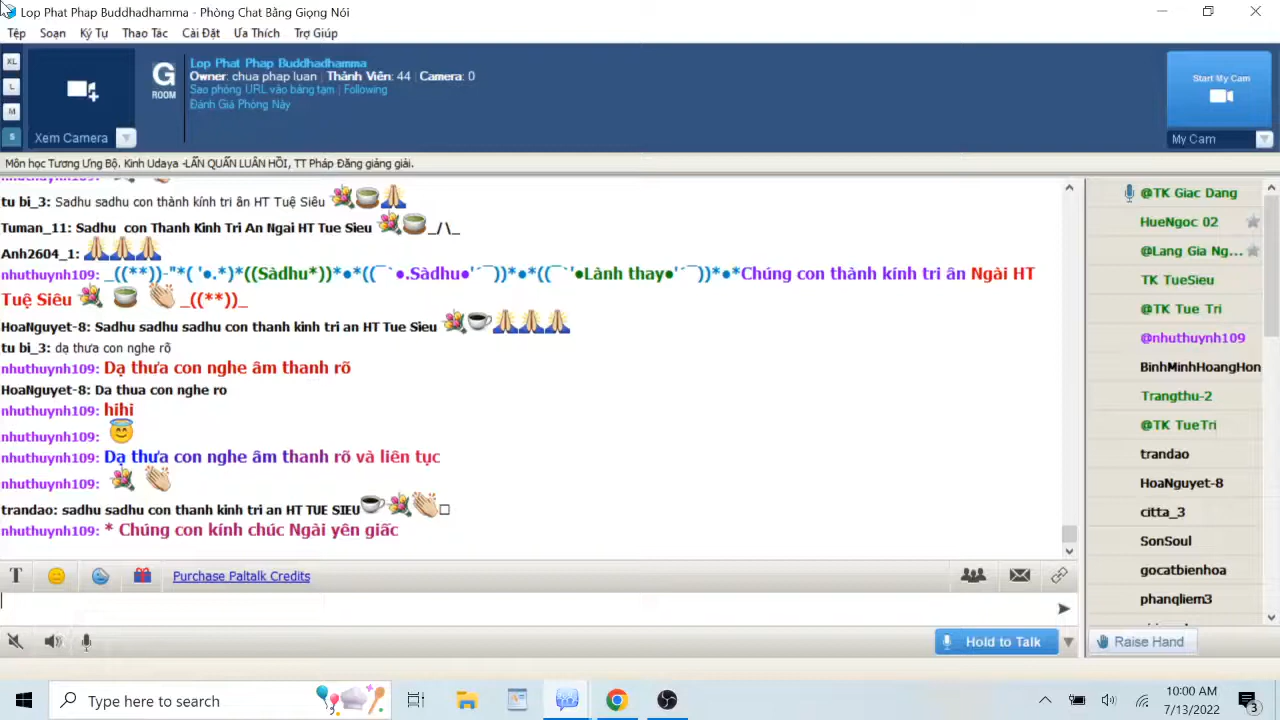 Lop Phat Phap Buddhadhamma - Phòng Chat Bằng Giọng Nói
Tệp Soạn Ký Tự Thao Tác Cài Đặt Ưa Thích Trợ Giúp
XL
L
M
S
Xem Camera
G
ROOM
Lop Phat Phap Buddhadhamma
Owner: chua phap luan | Thành Viên: 44 | Camera: 0
Sao phỏng URL vào bảng tạm | Following
Đánh Giá Phòng Này
Start My Cam
My Cam
Môn học Tương Ưng Bộ. Kinh Udaya -LẨN QUẨN LUÂN HỒI, TT Pháp Đăng giảng giải.
nhuthuynh109:
tu bi_3: Sadhu sadhu con thành kính tri ân HT Tuệ Siêu
Tuman_11: Sadhu con Thanh Kinh Tri An Ngai HT Tue Sieu _/\_
Anh2604_1:
nhuthuynh109: _((**))-"*( '●.*)*((Sàdhu*))*●*((¯`●.Sàdhu●'´¯))*●*((¯`'●Lành thay●'´¯))*●*Chúng con thành kính tri ân Ngài HT
Tuệ Siêu _((**))_
HoaNguyet-8: Sadhu sadhu sadhu con thanh kinh tri an HT Tue Sieu
tu bi_3: dạ thưa con nghe rõ
nhuthuynh109: Dạ thưa con nghe âm thanh rõ
HoaNguyet-8: Da thua con nghe ro
nhuthuynh109: hihi
nhuthuynh109:
nhuthuynh109: Dạ thưa con nghe âm thanh rõ và liên tục
nhuthuynh109:
trandao: sadhu sadhu con thanh kinh tri an HT TUE SIEU
nhuthuynh109: * Chúng con kính chúc Ngài yên giấc
@TK Giac Dang
HueNgoc 02
@Lang Gia Ng...
TK TueSieu
@TK Tue Tri
@nhuthuynh109
BinhMinhHoangHon
Trangthu-2
@TK TueTri
trandao
HoaNguyet-8
citta_3
SonSoul
gocatbienhoa
phanqliem3
T
Purchase Paltalk Credits
Hold to Talk
Raise Hand
Type here to search
10:00 AM
7/13/2022
3